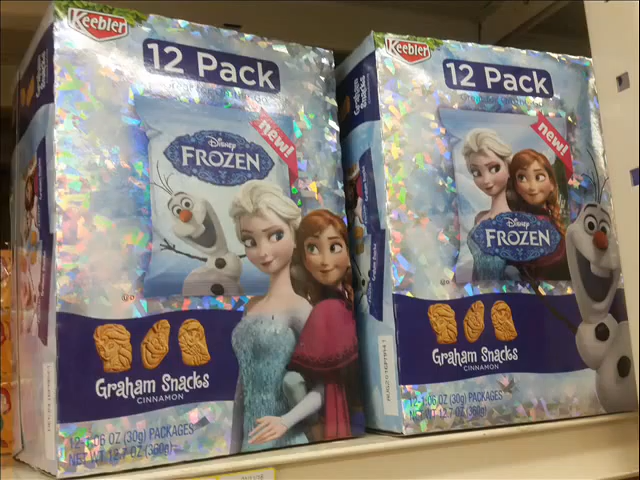 Keebler
12 Pack
new!
Disney
FROZEN
Graham Snacks
CINNAMON
12-1.06 OZ (30g) PACKAGES
NET WT 12.7 OZ (360g)
Keebler
12 Pack
Graham
Snacks
new!
Disney
FROZEN
Graham Snacks
CINNAMON
12-1.06 OZ (30g) PACKAGES
NET WT 12.7 OZ (360g)